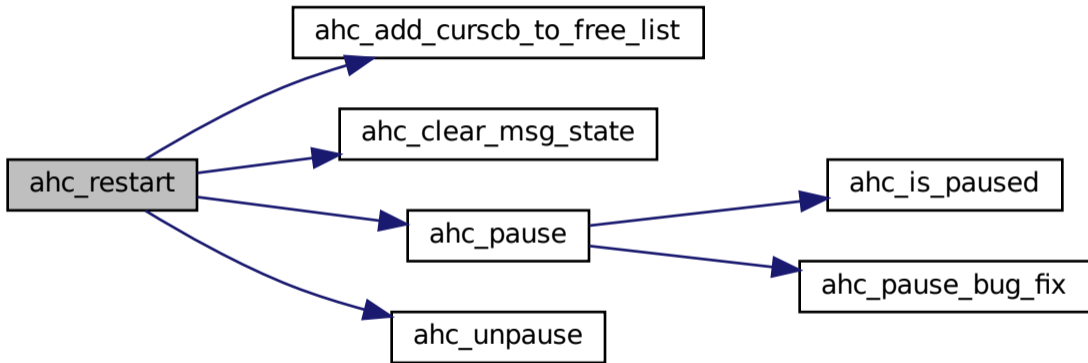 ahc_add_curscb_to_free_list
ahc_clear_msg_state
ahc_restart
ahc_is_paused
ahc_pause
ahc_pause_bug_fix
ahc_unpause